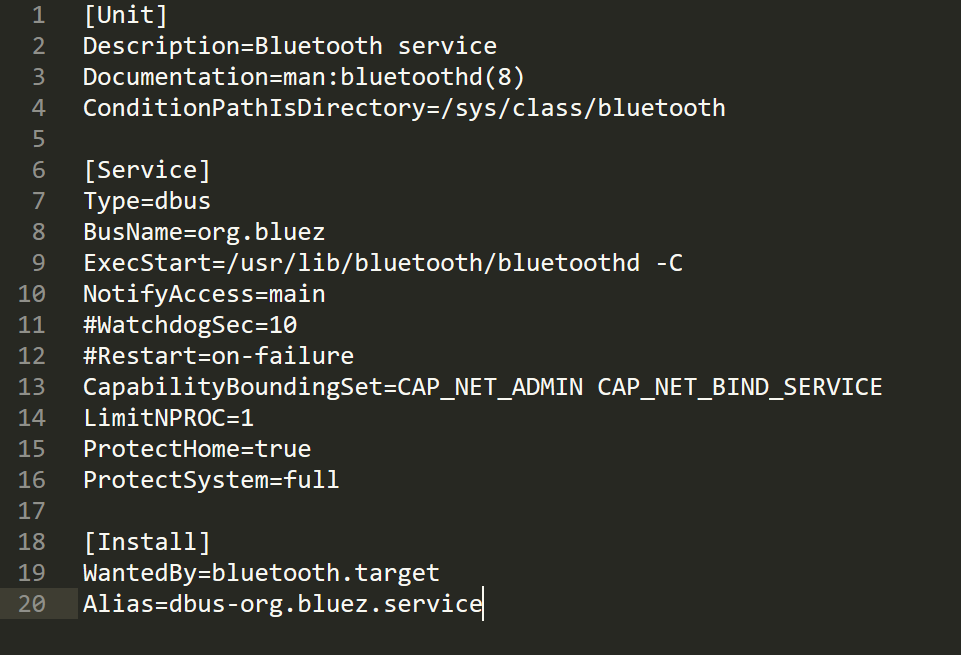 1 [Unit]
2 Description=Bluetooth service
3 Documentation=man:bluetoothd(8)
4 ConditionPathIsDirectory=/sys/class/bluetooth
5
6 [Service]
7 Type=dbus
8 BusName=org.bluez
9 ExecStart=/usr/lib/bluetooth/bluetoothd -C
10 NotifyAccess=main
11 #WatchdogSec=10
12 #Restart=on-failure
13 CapabilityBoundingSet=CAP_NET_ADMIN CAP_NET_BIND_SERVICE
14 LimitNPROC=1
15 ProtectHome=true
16 ProtectSystem=full
17
18 [Install]
19 WantedBy=bluetooth.target
20 Alias=dbus-org.bluez.service